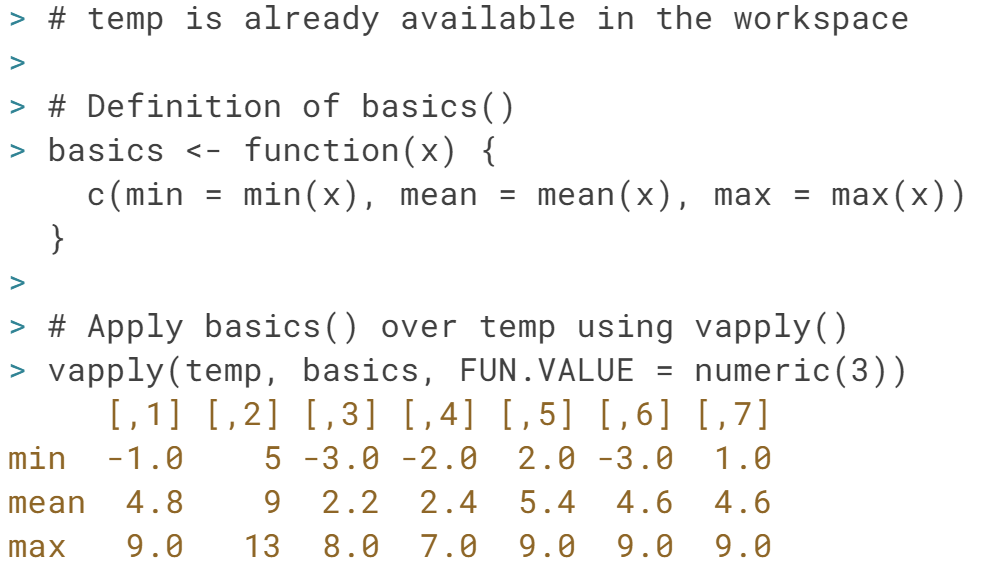 > # temp is already available in the workspace
>
> # Definition of basics()
> basics <- function(x) {
    c(min = min(x), mean = mean(x), max = max(x))
  }
>
> # Apply basics() over temp using vapply()
> vapply(temp, basics, FUN.VALUE = numeric(3))
     [,1] [,2] [,3] [,4] [,5] [,6] [,7]
min  -1.0    5 -3.0 -2.0  2.0 -3.0  1.0
mean  4.8    9  2.2  2.4  5.4  4.6  4.6
max   9.0   13  8.0  7.0  9.0  9.0  9.0